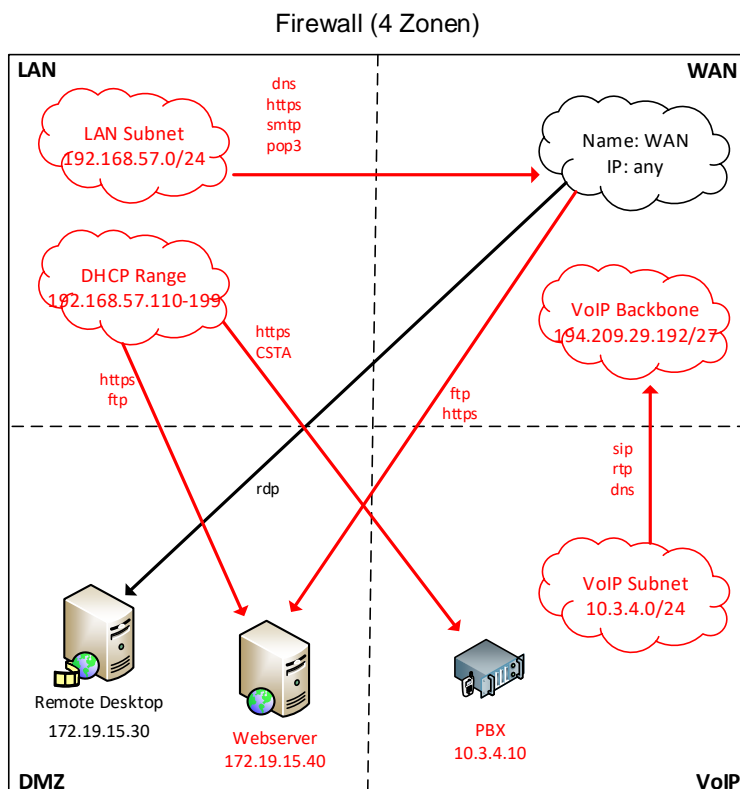 Firewall (4 Zonen)
LAN
WAN
LAN Subnet
192.168.57.0/24
dns
https
smtp
pop3
Name: WAN
IP: any
DHCP Range
192.168.57.110-199
VoIP Backbone
194.209.29.192/27
https
CSTA
https
ftp
ftp
https
sip
rtp
dns
rdp
VoIP Subnet
10.3.4.0/24
Remote Desktop
172.19.15.30
Webserver
172.19.15.40
PBX
10.3.4.10
DMZ
VoIP